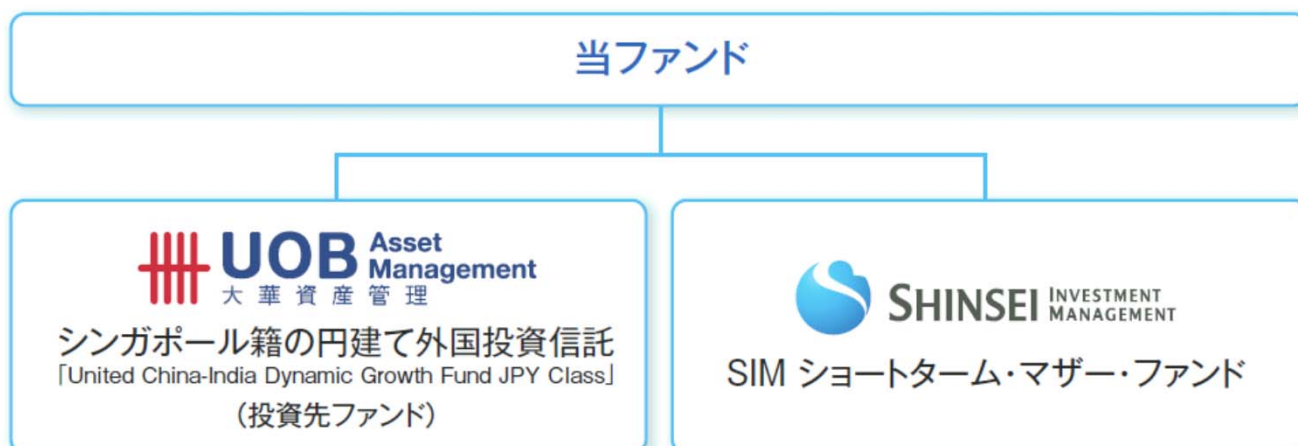 当ファンド
UOB Asset Management
大華資産管理
シンガポール籍の円建て外国投資信託
「United China-India Dynamic Growth Fund JPY Class」
(投資先ファンド)
SHINSEI INVESTMENT MANAGEMENT
SIM ショートターム・マザー・ファンド